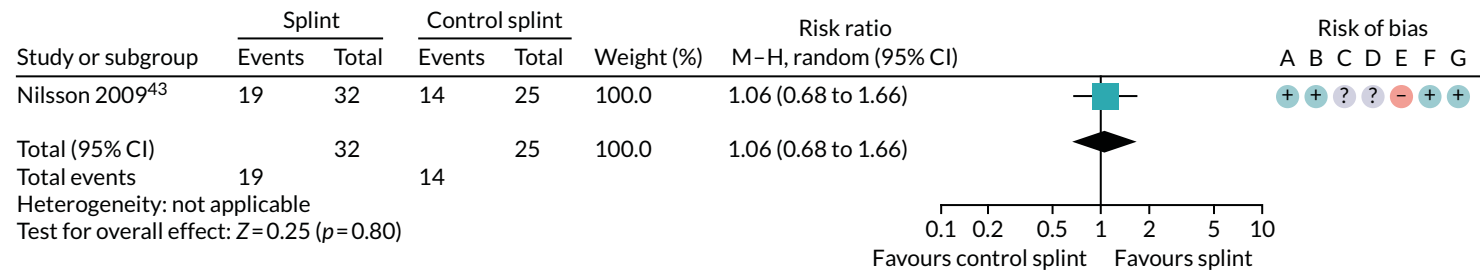 Splint Control splint Risk ratio Risk of bias
Study or subgroup Events Total Events Total Weight (%) M–H, random (95% CI) A B C D E F G
Nilsson 2009⁴³ 19 32 14 25 100.0 1.06 (0.68 to 1.66) + + ? ? – + +
Total (95% CI) 32 25 100.0 1.06 (0.68 to 1.66)
Total events 19 14
Heterogeneity: not applicable
Test for overall effect: Z=0.25 (p=0.80)
0.1 0.2 0.5 1 2 5 10
Favours control splint Favours splint